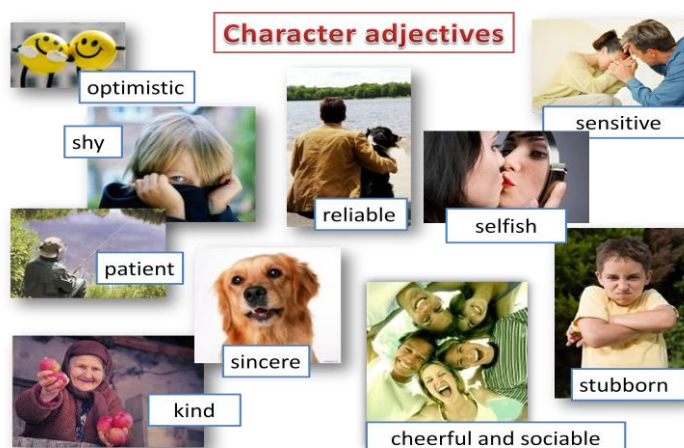 Character adjectives
optimistic
sensitive
shy
reliable
selfish
patient
sincere
stubborn
kind
cheerful and sociable